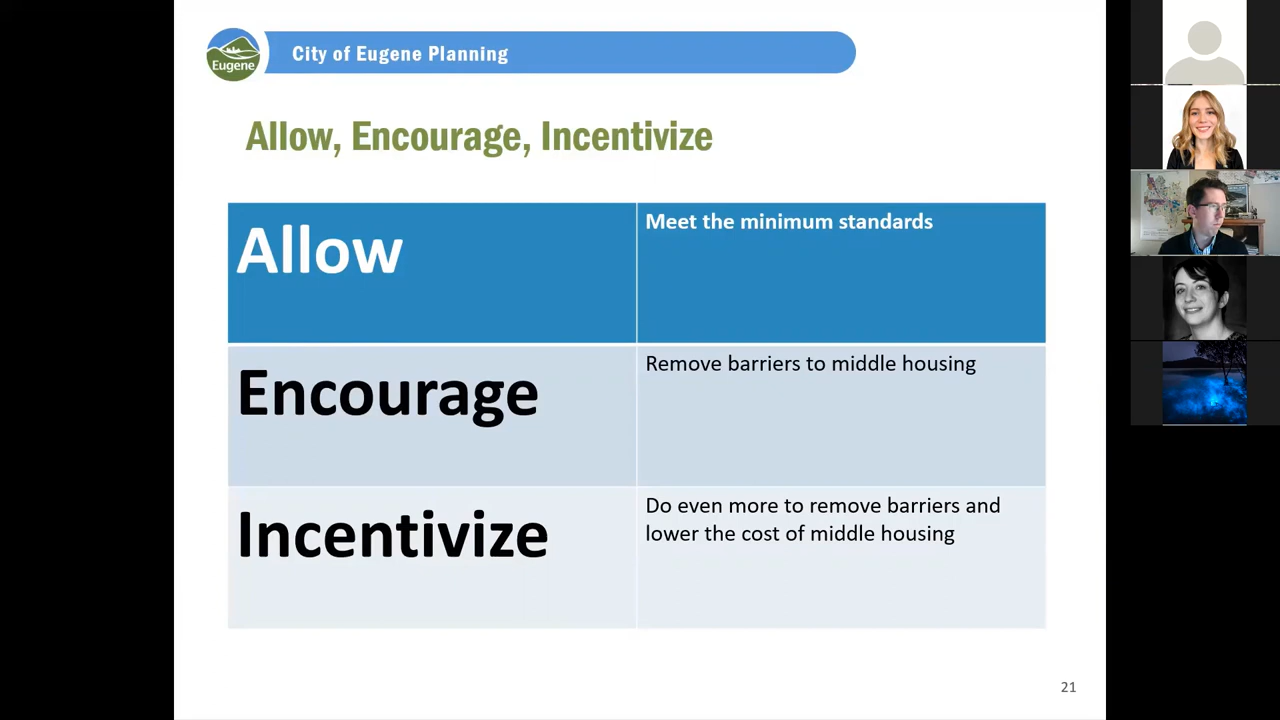 Eugene
City of Eugene Planning
Allow, Encourage, Incentivize
Allow
Meet the minimum standards
Encourage
Remove barriers to middle housing
Incentivize
Do even more to remove barriers and
lower the cost of middle housing
21